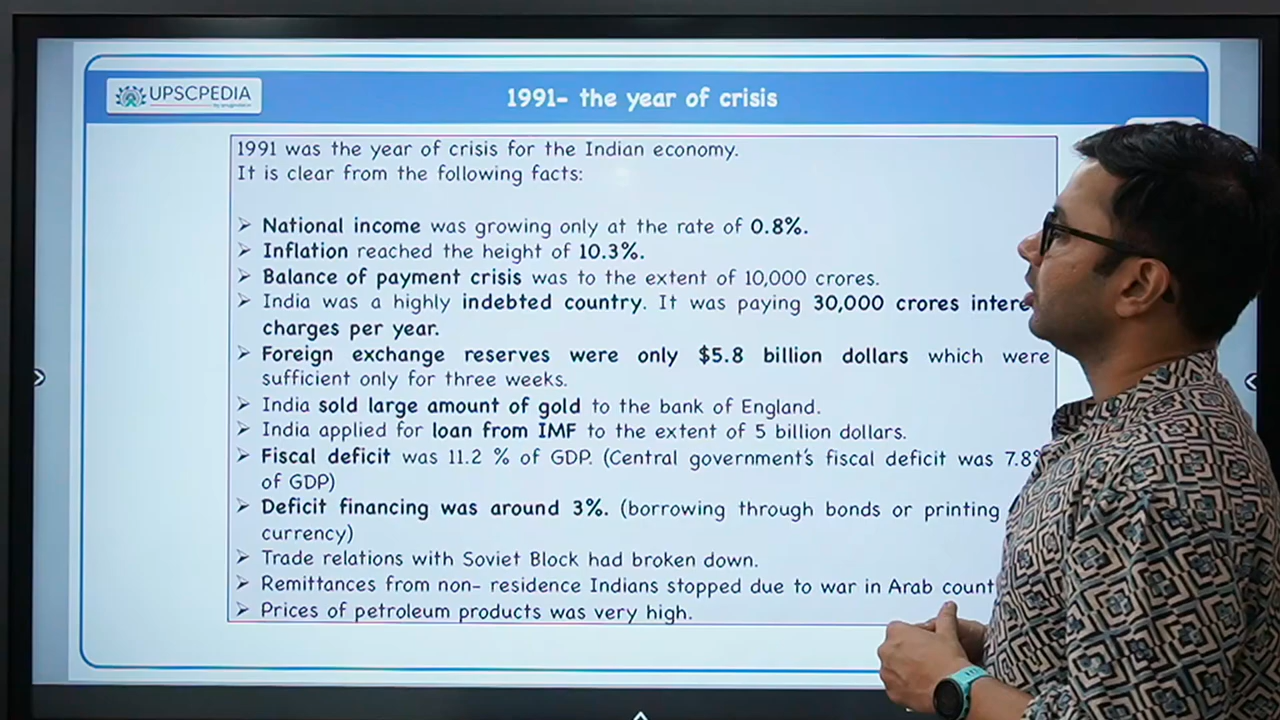 UPSCPEDIA
1991- the year of crisis
1991 was the year of crisis for the Indian economy.
It is clear from the following facts:
➢ National income was growing only at the rate of 0.8%.
➢ Inflation reached the height of 10.3%.
➢ Balance of payment crisis was to the extent of 10,000 crores.
➢ India was a highly indebted country. It was paying 30,000 crores
charges per year.
➢ Foreign exchange reserves were only $5.8 billion dollars which were
sufficient only for three weeks.
➢ India sold large amount of gold to the bank of England.
➢ India applied for loan from IMF to the extent of 5 billion dollars.
➢ Fiscal deficit was 11.2 % of GDP. (Central government's fiscal deficit was 7.8%
of GDP)
➢ Deficit financing was around 3%. (borrowing through bonds or printing
currency)
➢ Trade relations with Soviet Block had broken down.
➢ Remittances from non- residence Indians stopped due to war in Arab
➢ Prices of petroleum products was very high.